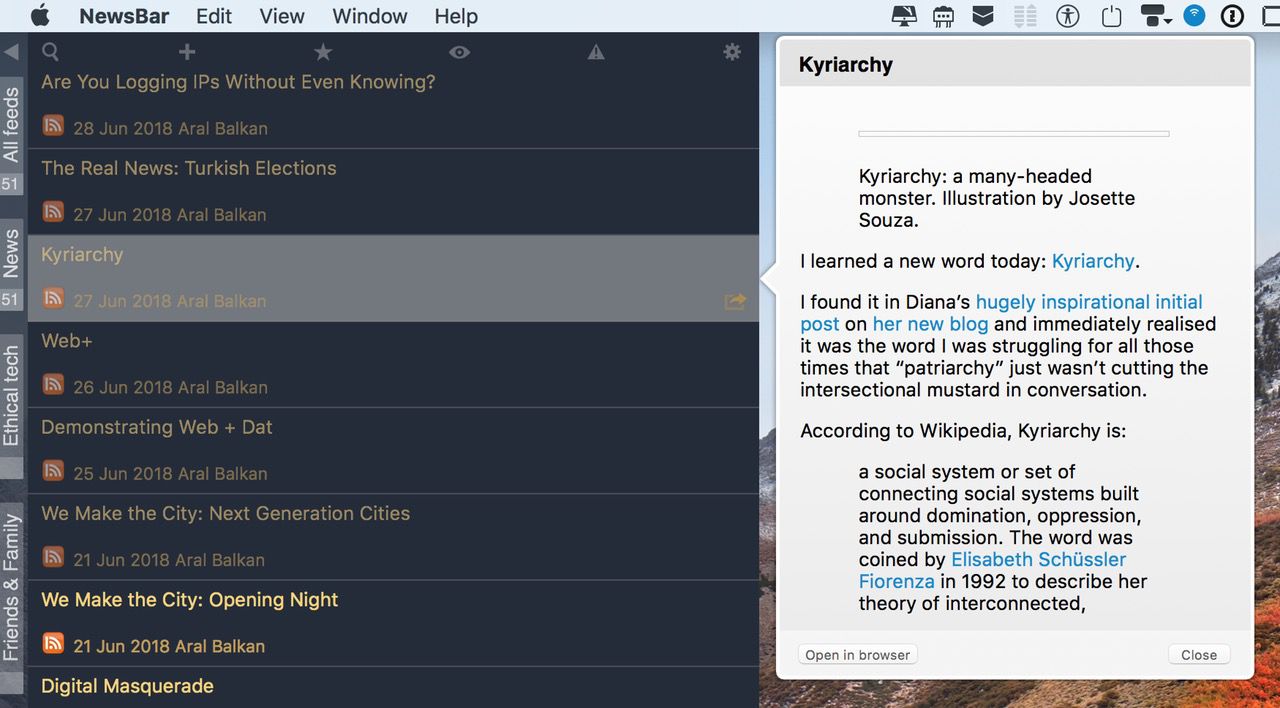 NewsBar Edit View Window Help
All feeds
51
News
51
Ethical tech
Friends & Family
Are You Logging IPs Without Even Knowing?
28 Jun 2018 Aral Balkan
The Real News: Turkish Elections
27 Jun 2018 Aral Balkan
Kyriarchy
27 Jun 2018 Aral Balkan
Web+
26 Jun 2018 Aral Balkan
Demonstrating Web + Dat
25 Jun 2018 Aral Balkan
We Make the City: Next Generation Cities
21 Jun 2018 Aral Balkan
We Make the City: Opening Night
21 Jun 2018 Aral Balkan
Digital Masquerade
Kyriarchy
Kyriarchy: a many-headed
monster. Illustration by Josette
Souza.
I learned a new word today: Kyriarchy.
I found it in Diana’s hugely inspirational initial
post on her new blog and immediately realised
it was the word I was struggling for all those
times that “patriarchy” just wasn’t cutting the
intersectional mustard in conversation.
According to Wikipedia, Kyriarchy is:
a social system or set of
connecting social systems built
around domination, oppression,
and submission. The word was
coined by Elisabeth Schüssler
Fiorenza in 1992 to describe her
theory of interconnected,
Open in browser
Close